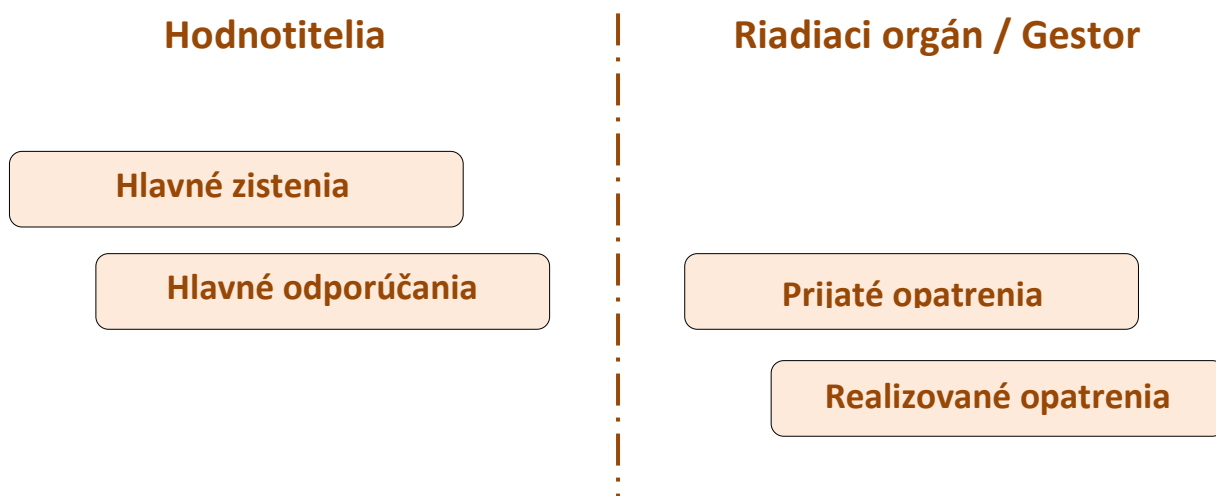 Hodnotitelia
Riadiaci orgán / Gestor
Hlavné zistenia
Hlavné odporúčania
Prijaté opatrenia
Realizované opatrenia